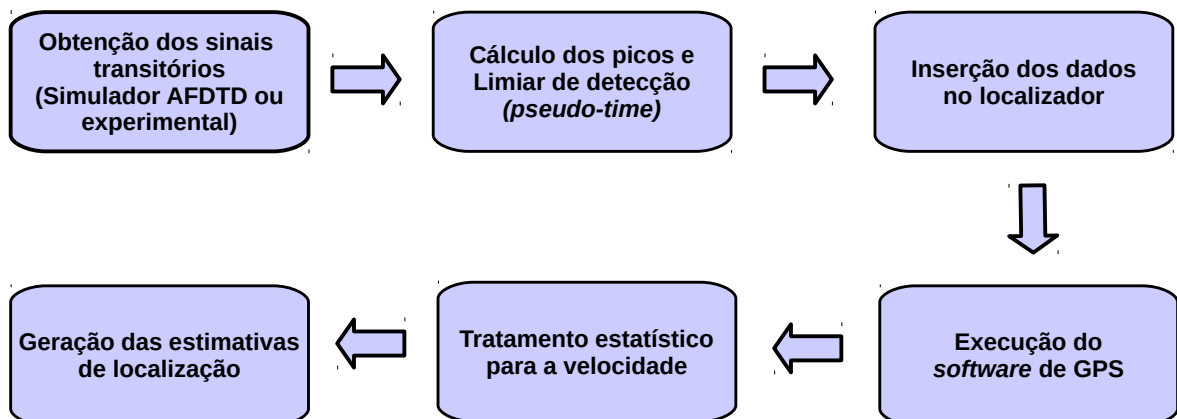 Obtenção dos sinais
transitórios
(Simulador AFDTD ou
experimental)
Cálculo dos picos e
Limiar de detecção
(pseudo-time)
Inserção dos dados
no localizador
Execução do
software de GPS
Tratamento estatístico
para a velocidade
Geração das estimativas
de localização